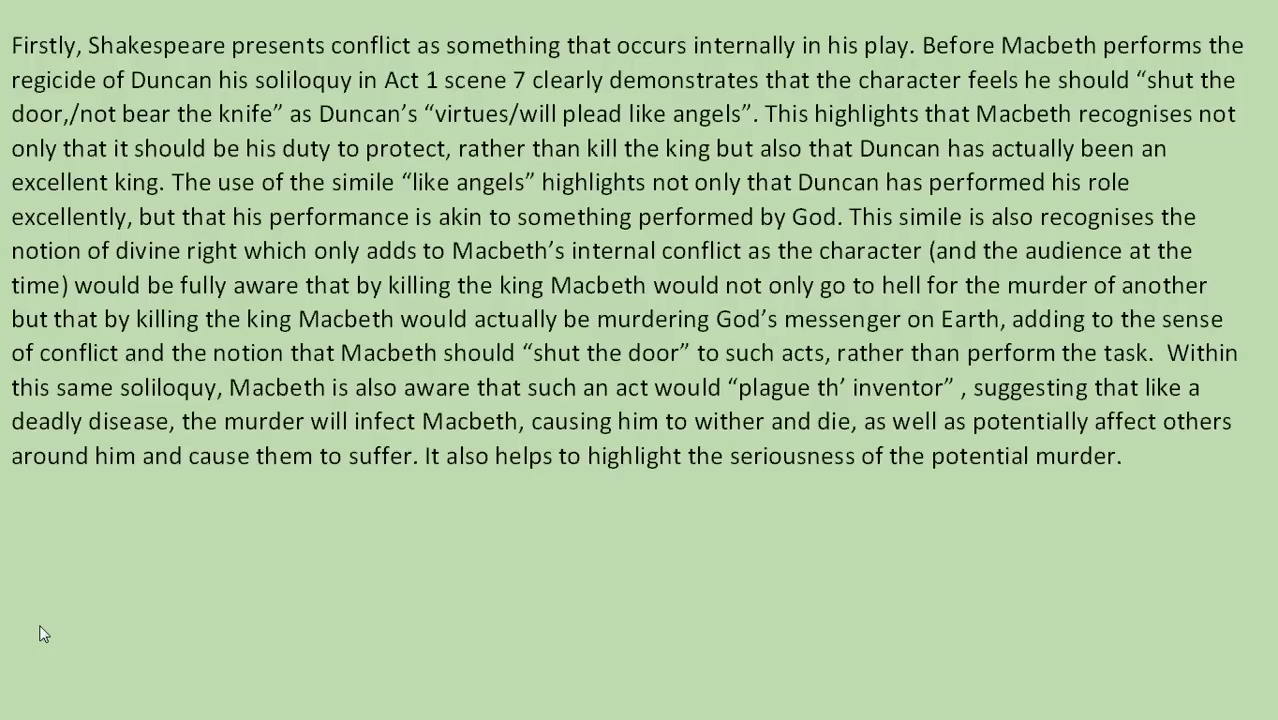 Firstly, Shakespeare presents conflict as something that occurs internally in his play. Before Macbeth performs the
regicide of Duncan his soliloquy in Act 1 scene 7 clearly demonstrates that the character feels he should “shut the
door,/not bear the knife” as Duncan’s “virtues/will plead like angels”. This highlights that Macbeth recognises not
only that it should be his duty to protect, rather than kill the king but also that Duncan has actually been an
excellent king. The use of the simile “like angels” highlights not only that Duncan has performed his role
excellently, but that his performance is akin to something performed by God. This simile is also recognises the
notion of divine right which only adds to Macbeth’s internal conflict as the character (and the audience at the
time) would be fully aware that by killing the king Macbeth would not only go to hell for the murder of another
but that by killing the king Macbeth would actually be murdering God’s messenger on Earth, adding to the sense
of conflict and the notion that Macbeth should “shut the door” to such acts, rather than perform the task.  Within
this same soliloquy, Macbeth is also aware that such an act would “plague th’ inventor” , suggesting that like a
deadly disease, the murder will infect Macbeth, causing him to wither and die, as well as potentially affect others
around him and cause them to suffer. It also helps to highlight the seriousness of the potential murder.